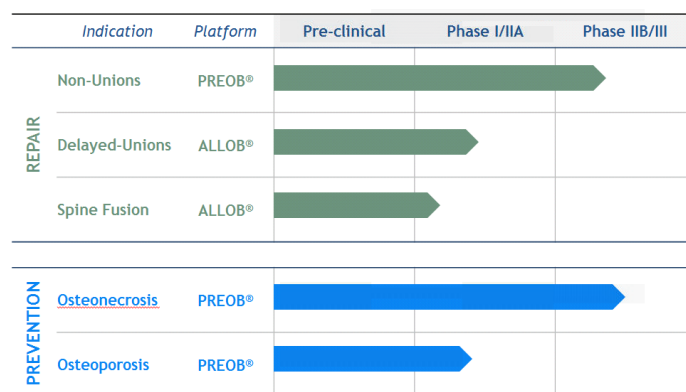 Indication Platform Pre-clinical Phase I/IIA Phase IIB/III
REPAIR
Non-Unions PREOB®
Delayed-Unions ALLOB®
Spine Fusion ALLOB®
PREVENTION
Osteonecrosis PREOB®
Osteoporosis PREOB®